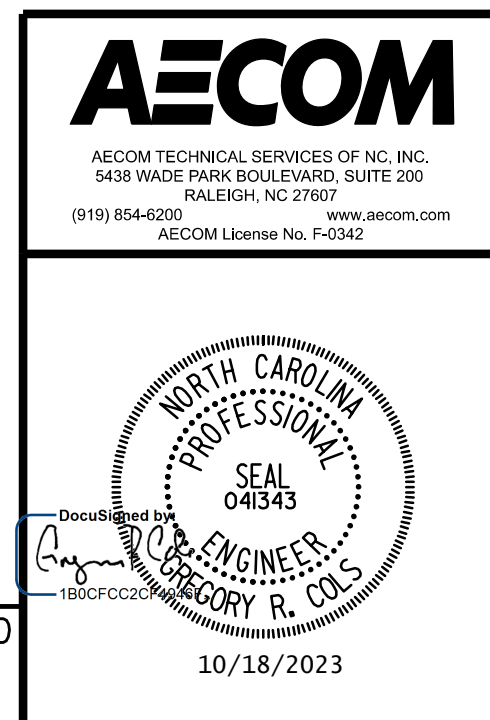 AECOM
AECOM TECHNICAL SERVICES OF NC, INC.
5438 WADE PARK BOULEVARD, SUITE 200
RALEIGH, NC 27607
(919) 854-6200 www.aecom.com
AECOM License No. F-0342
NORTH CAROLINA
PROFESSIONAL
SEAL
041343
ENGINEER
GREGORY R. COLS
DocuSigned by:
1B0CFCC2CF4946F...
10/18/2023